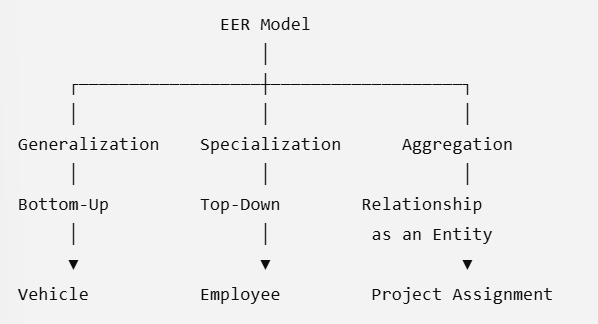 EER Model
Generalization Specialization Aggregation
Bottom-Up Top-Down Relationship
as an Entity
Vehicle Employee Project Assignment